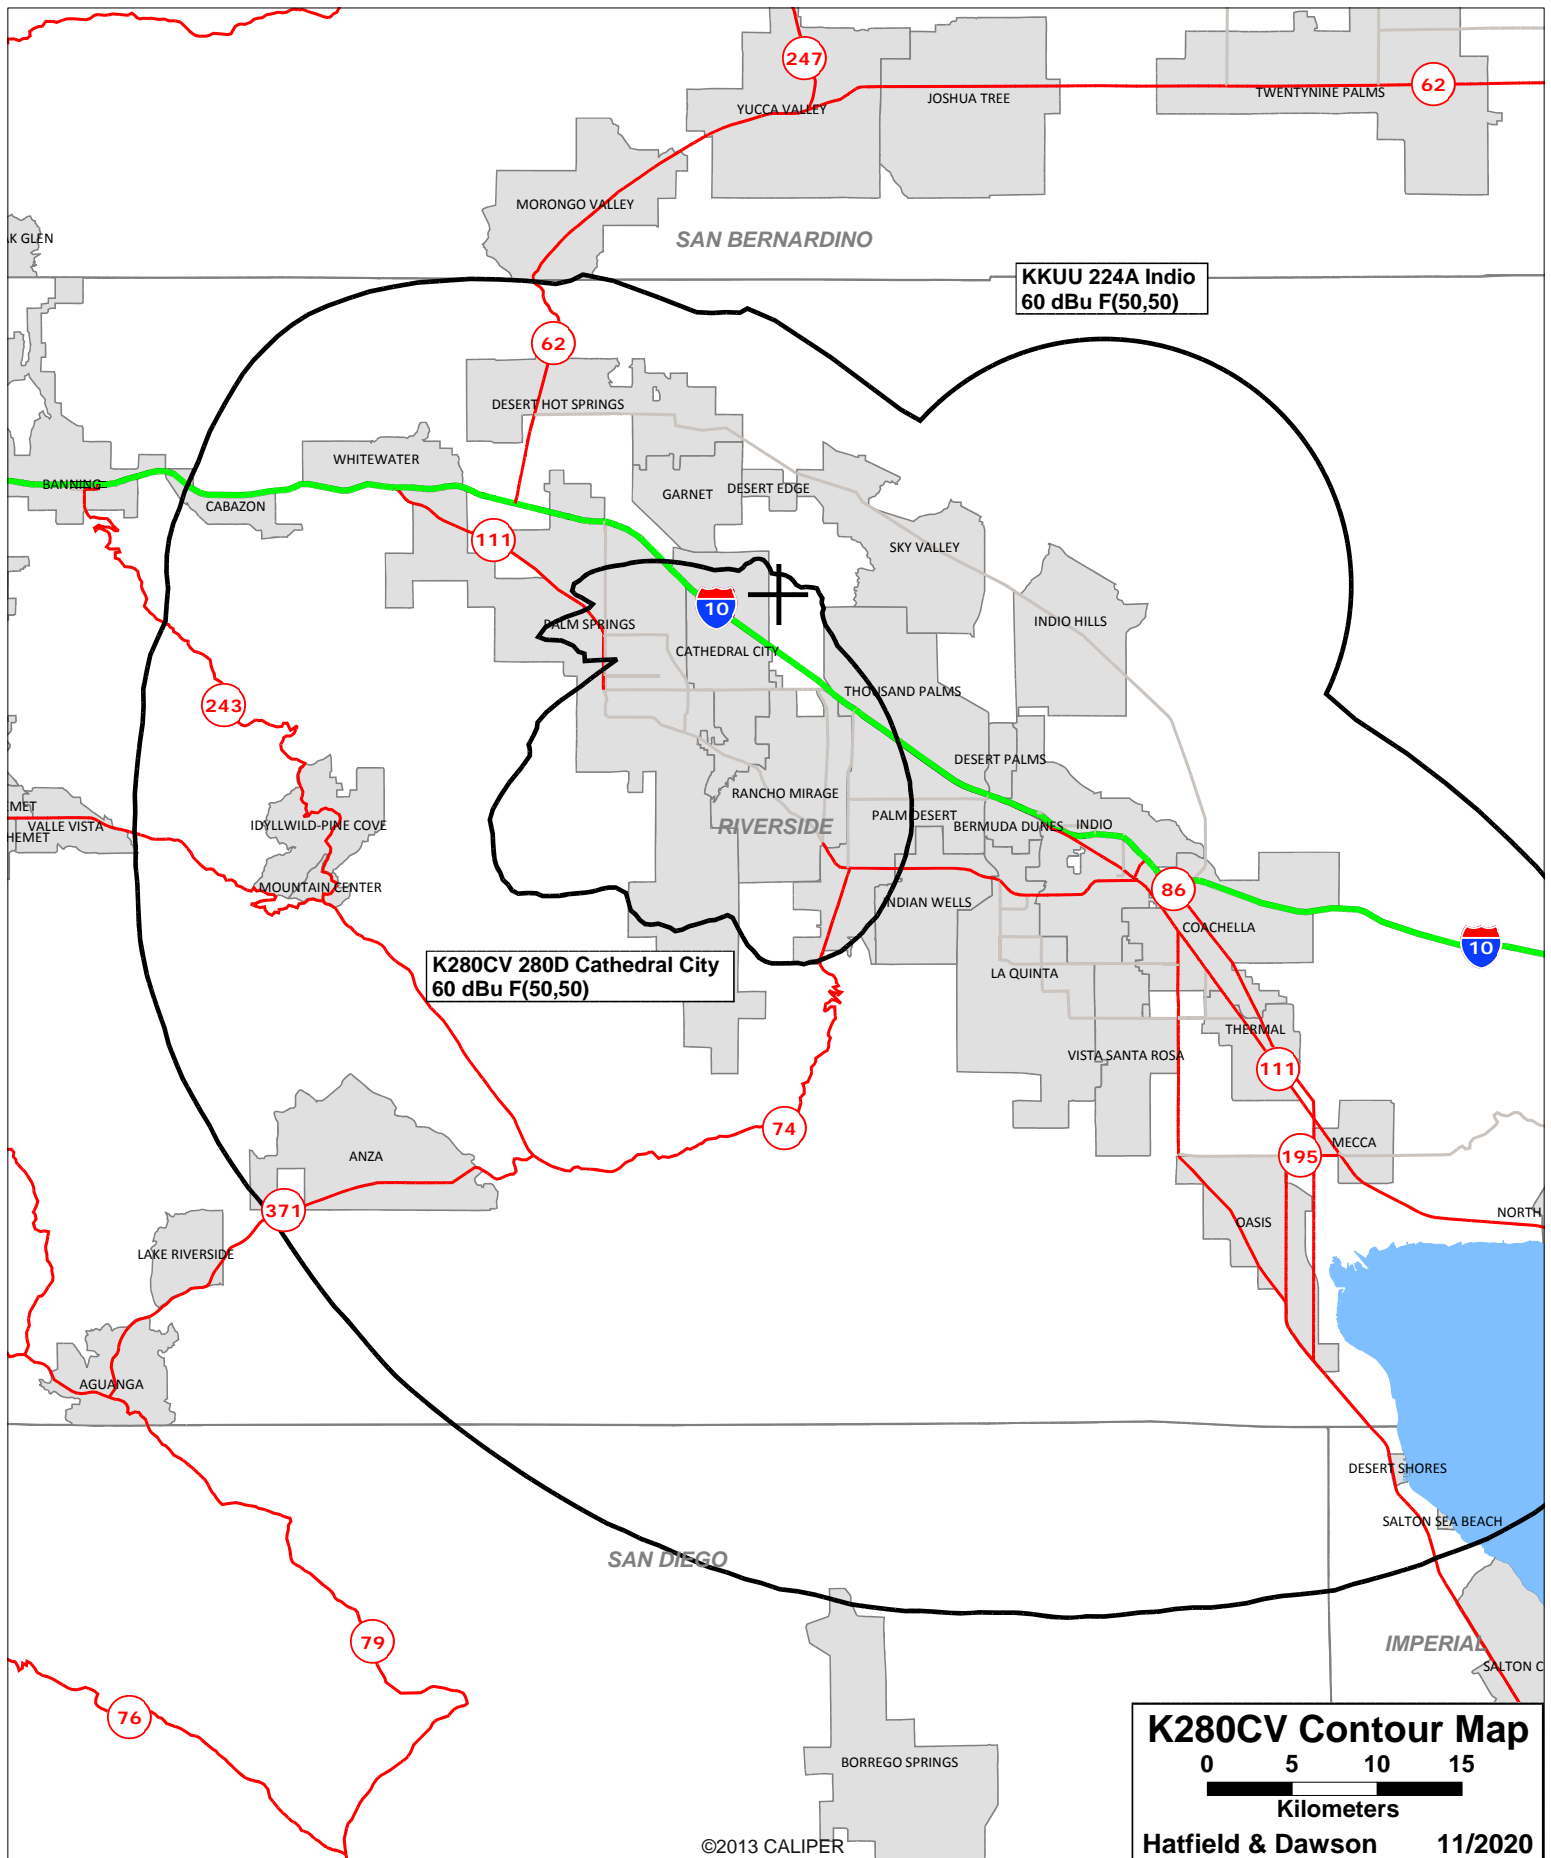 247
62
YUCCA VALLEY
JOSHUA TREE
TWENTYNINE PALMS
MORONGO VALLEY
AK GLEN
SAN BERNARDINO
KKUU 224A Indio
60 dBu F(50,50)
62
DESERT HOT SPRINGS
WHITEWATER
BANNING
CABAZON
GARNET
DESERT EDGE
111
SKY VALLEY
10
PALM SPRINGS
INDIO HILLS
CATHEDRAL CITY
THOUSAND PALMS
243
DESERT PALMS
RANCHO MIRAGE
EMET
VALLE VISTA
HEMET
IDYLLWILD-PINE COVE
RIVERSIDE
PALM DESERT
BERMUDA DUNES
INDIO
MOUNTAIN CENTER
86
INDIAN WELLS
COACHELLA
10
K280CV 280D Cathedral City
60 dBu F(50,50)
LA QUINTA
THERMAL
VISTA SANTA ROSA
111
74
MECCA
195
ANZA
371
NORTH
OASIS
LAKE RIVERSIDE
AGUANGA
DESERT SHORES
SALTON SEA BEACH
SAN DIEGO
79
IMPERIAL
SALTON C
76
BORREGO SPRINGS
K280CV Contour Map
0 5 10 15
Kilometers
Hatfield & Dawson 11/2020
©2013 CALIPER